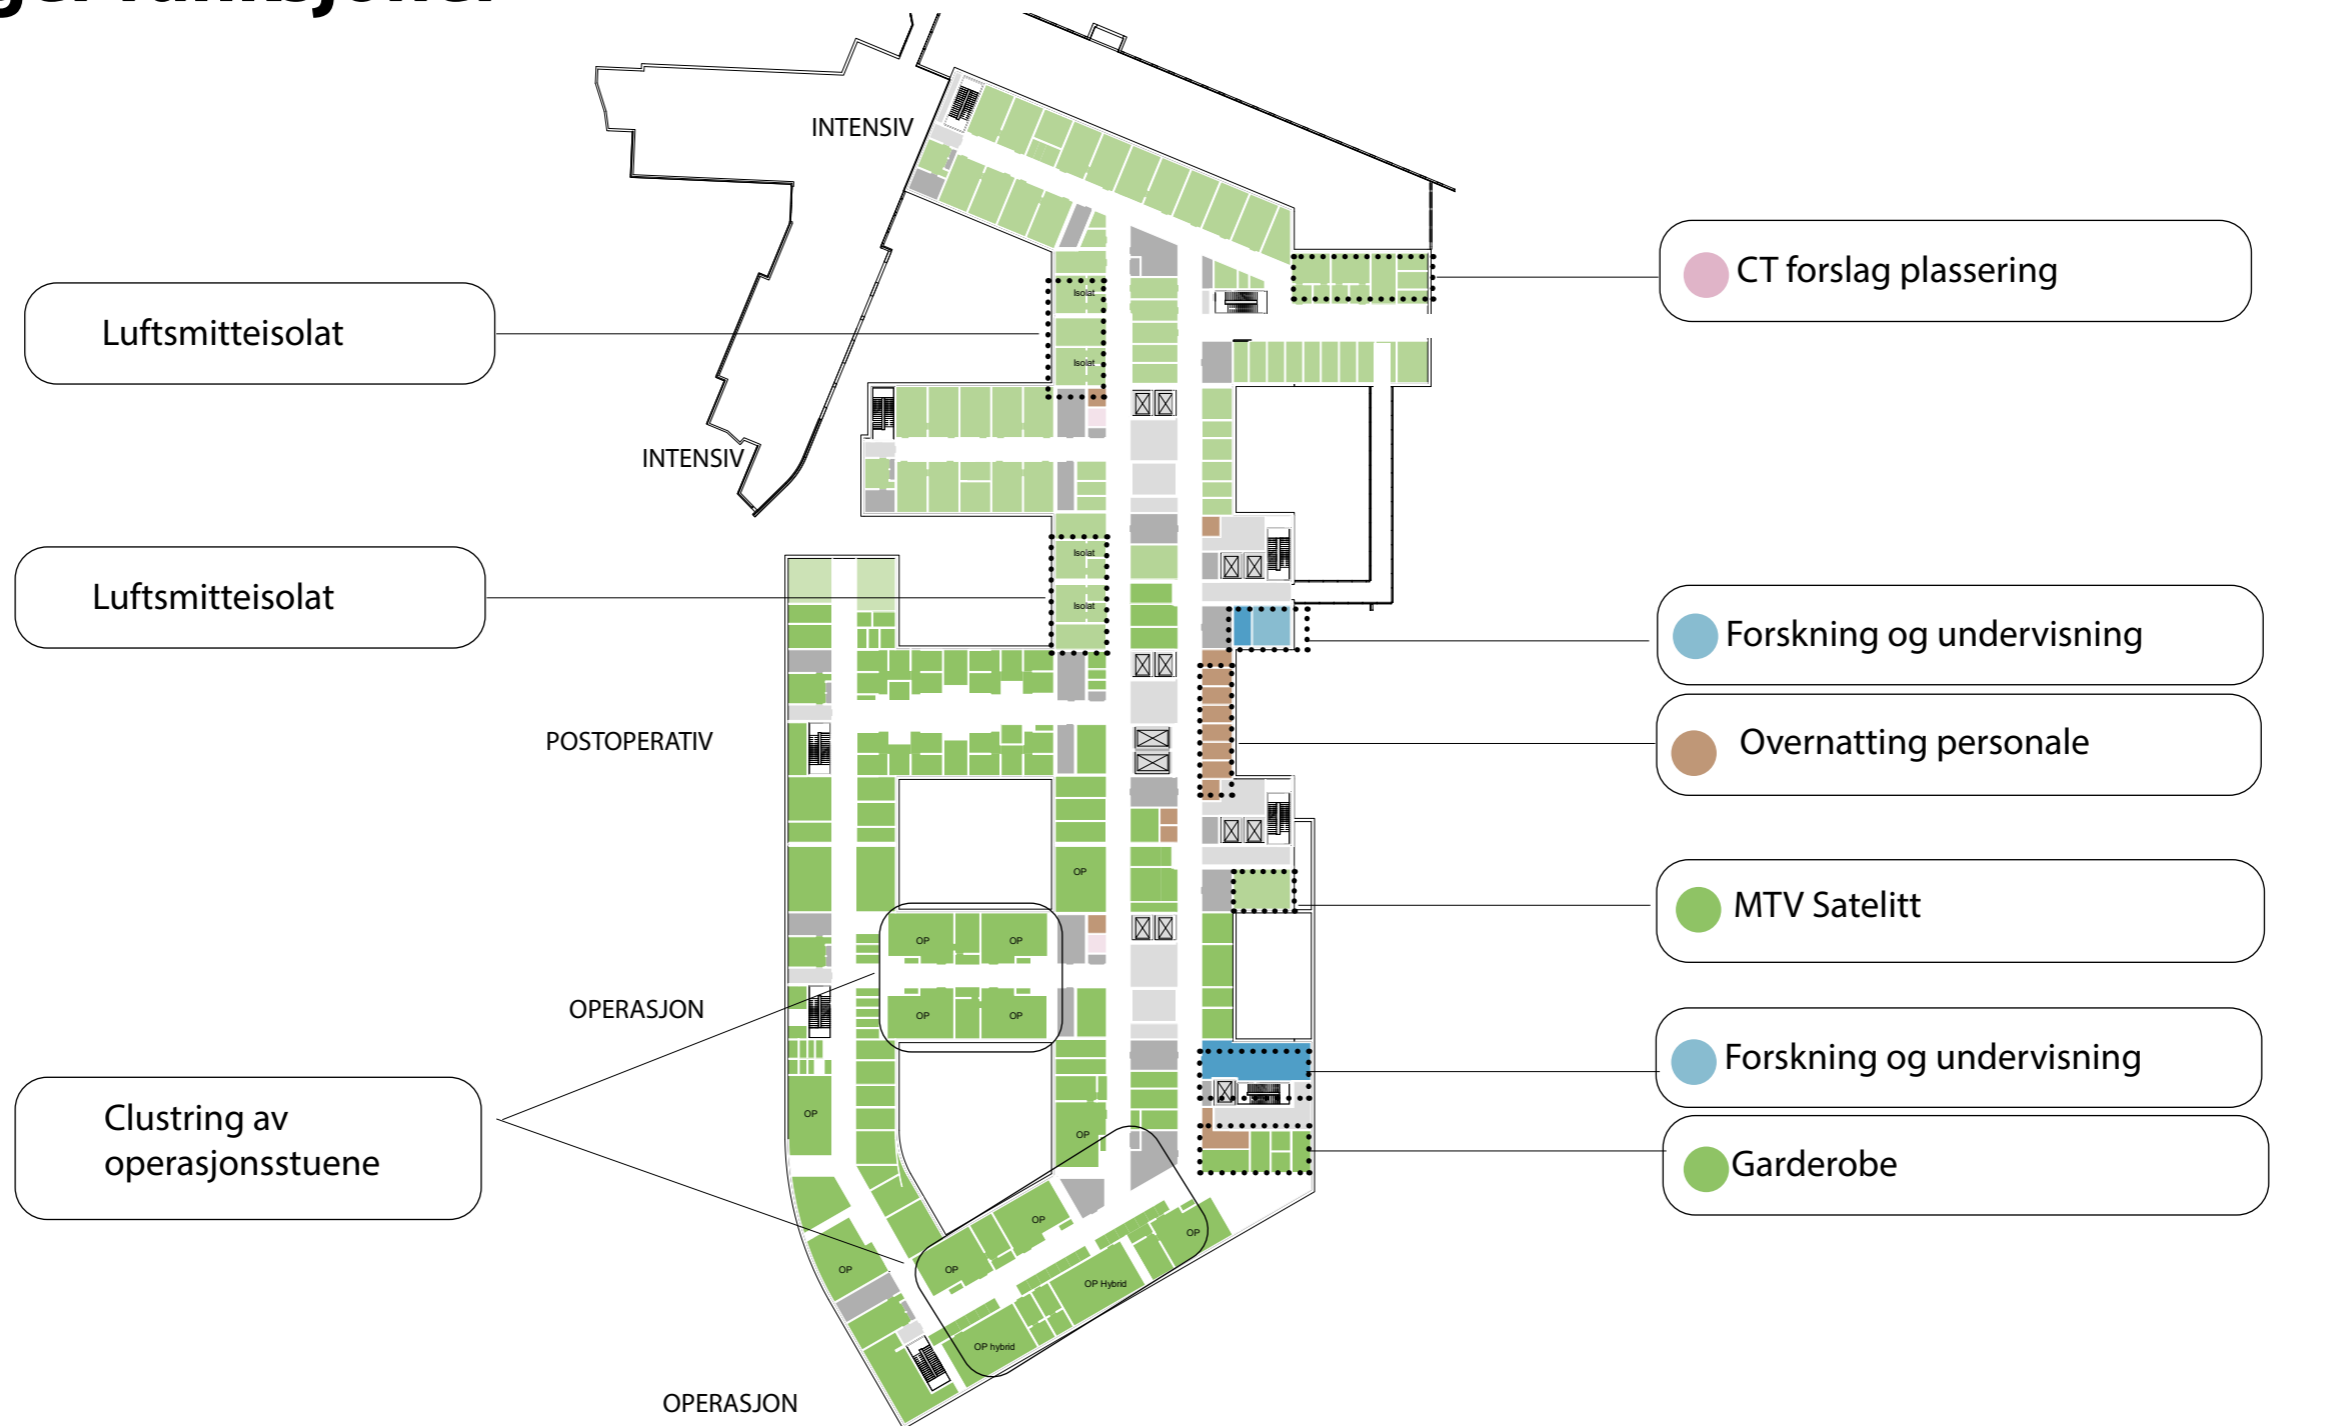 INTENSIV
CT forslag plassering
Luftsmitteisolat
Isolat
Isolat
INTENSIV
Isolat
Luftsmitteisolat
Isolat
Forskning og undervisning
POSTOPERATIV
Overnatting personale
OP
MTV Satelitt
OP OP
OPERASJON
OP OP
Forskning og undervisning
Clustring av
operasjonsstuene
OP
OP
Garderobe
OP
OP
OP
OP
OP Hybrid
OP hybrid
OPERASJON